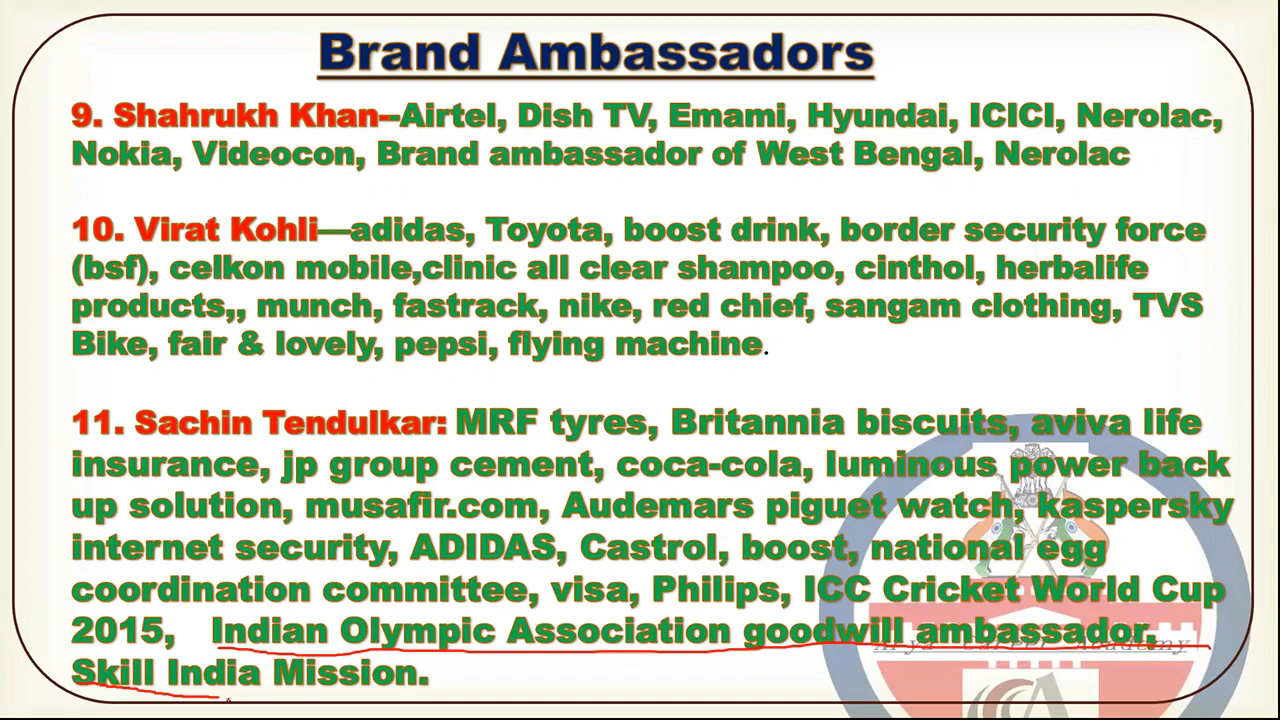 Brand Ambassadors
9. Shahrukh Khan--Airtel, Dish TV, Emami, Hyundai, ICICI, Nerolac,
Nokia, Videocon, Brand ambassador of West Bengal, Nerolac
10. Virat Kohli—adidas, Toyota, boost drink, border security force
(bsf), celkon mobile,clinic all clear shampoo, cinthol, herbalife
products,, munch, fastrack, nike, red chief, sangam clothing, TVS
Bike, fair & lovely, pepsi, flying machine.
11. Sachin Tendulkar: MRF tyres, Britannia biscuits, aviva life
insurance, jp group cement, coca-cola, luminous power back
up solution, musafir.com, Audemars piguet watch, kaspersky
internet security, ADIDAS, Castrol, boost, national egg
coordination committee, visa, Philips, ICC Cricket World Cup
2015, Indian Olympic Association goodwill ambassador,
Arya Career Academy
Skill India Mission.